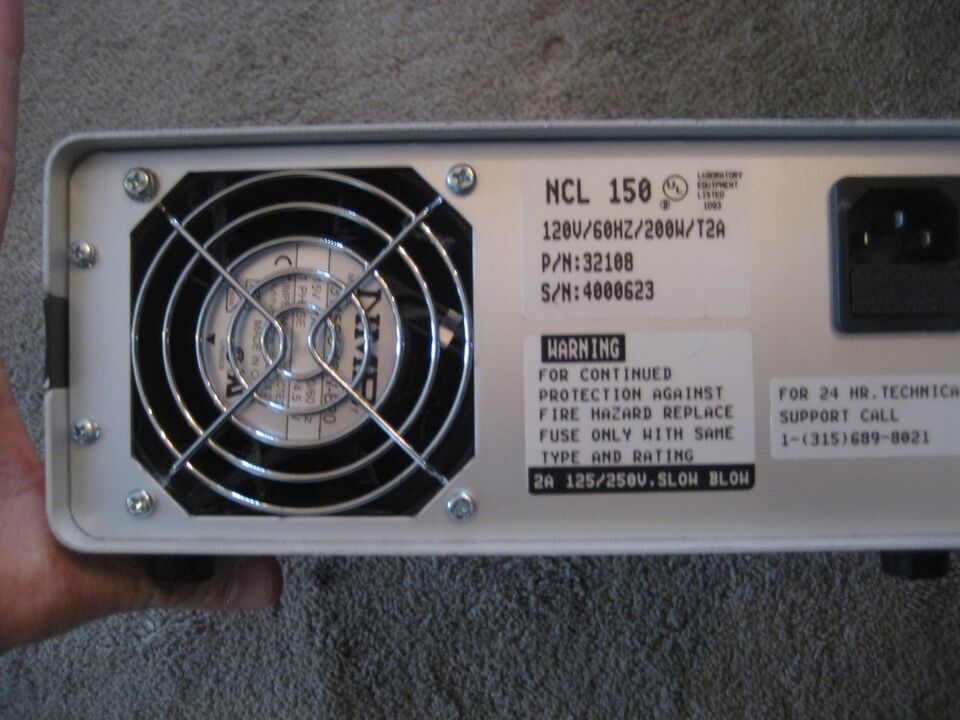 NCL 150
LABORATORY
EQUIPMENT
LISTED
120V/60HZ/200W/T2A
P/N:32108
S/N:4000623
WARNING
FOR CONTINUED
PROTECTION AGAINST
FIRE HAZARD REPLACE
FUSE ONLY WITH SAME
TYPE AND RATING
2A 125/250V.SLOW BLOW
FOR 24 HR.TECHNICA
SUPPORT CALL
1-(315)689-8021